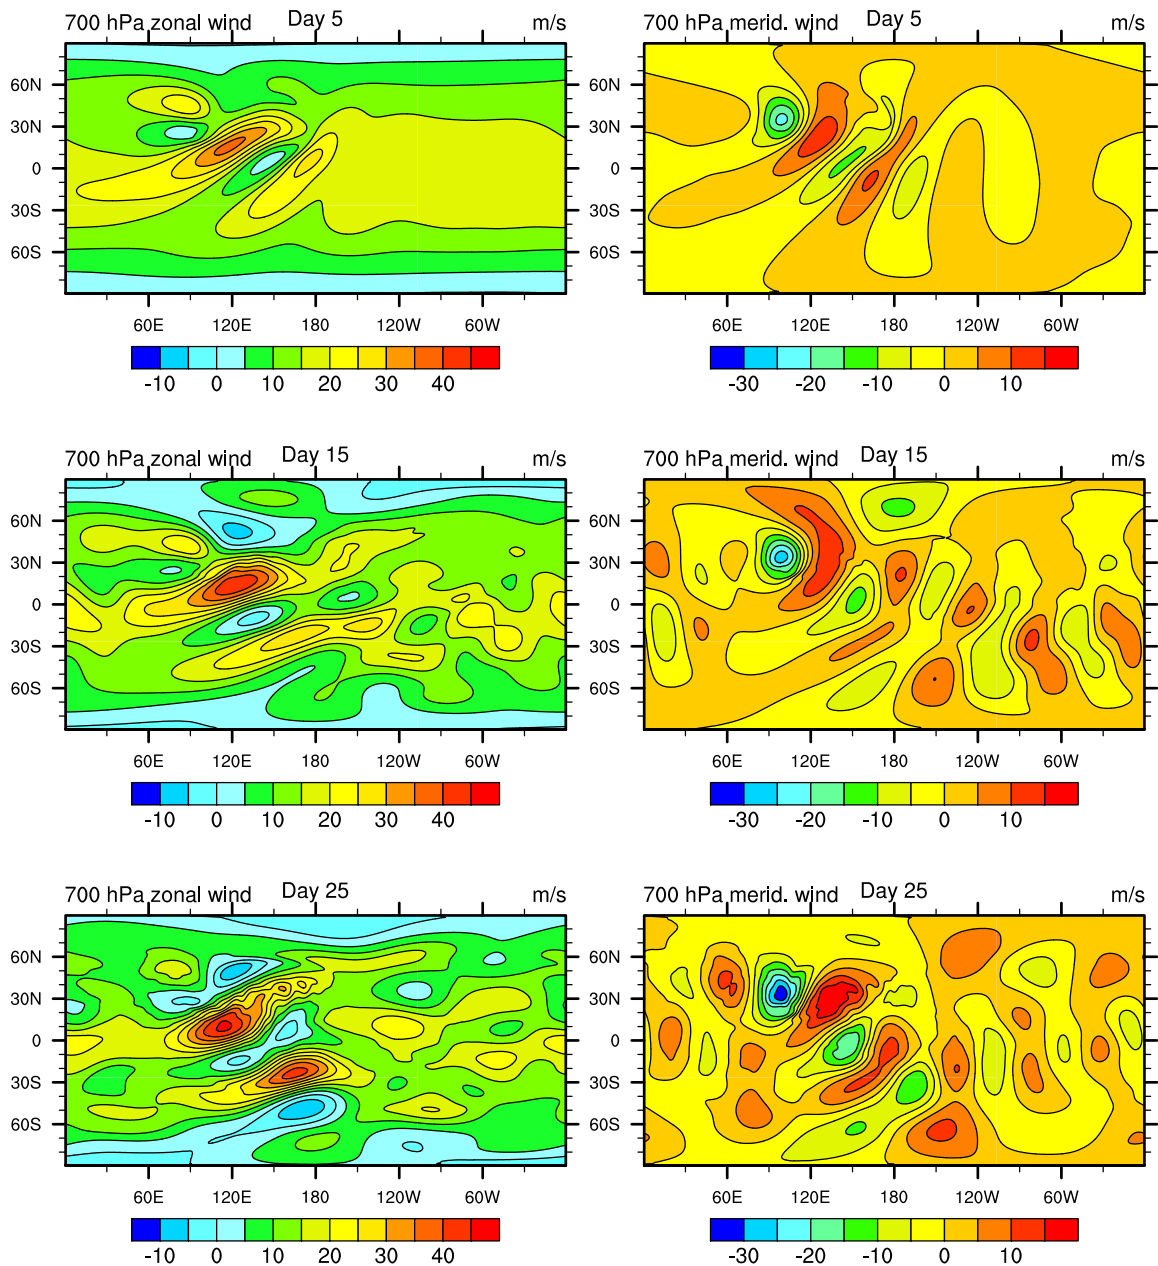 700 hPa zonal wind Day 5 m/s
60N
30N
0
30S
60S
60E 120E 180 120W 60W
-10 0 10 20 30 40
700 hPa merid. wind Day 5 m/s
60N
30N
0
30S
60S
60E 120E 180 120W 60W
-30 -20 -10 0 10
700 hPa zonal wind Day 15 m/s
60N
30N
0
30S
60S
60E 120E 180 120W 60W
-10 0 10 20 30 40
700 hPa merid. wind Day 15 m/s
60N
30N
0
30S
60S
60E 120E 180 120W 60W
-30 -20 -10 0 10
700 hPa zonal wind Day 25 m/s
60N
30N
0
30S
60S
60E 120E 180 120W 60W
-10 0 10 20 30 40
700 hPa merid. wind Day 25 m/s
60N
30N
0
30S
60S
60E 120E 180 120W 60W
-30 -20 -10 0 10